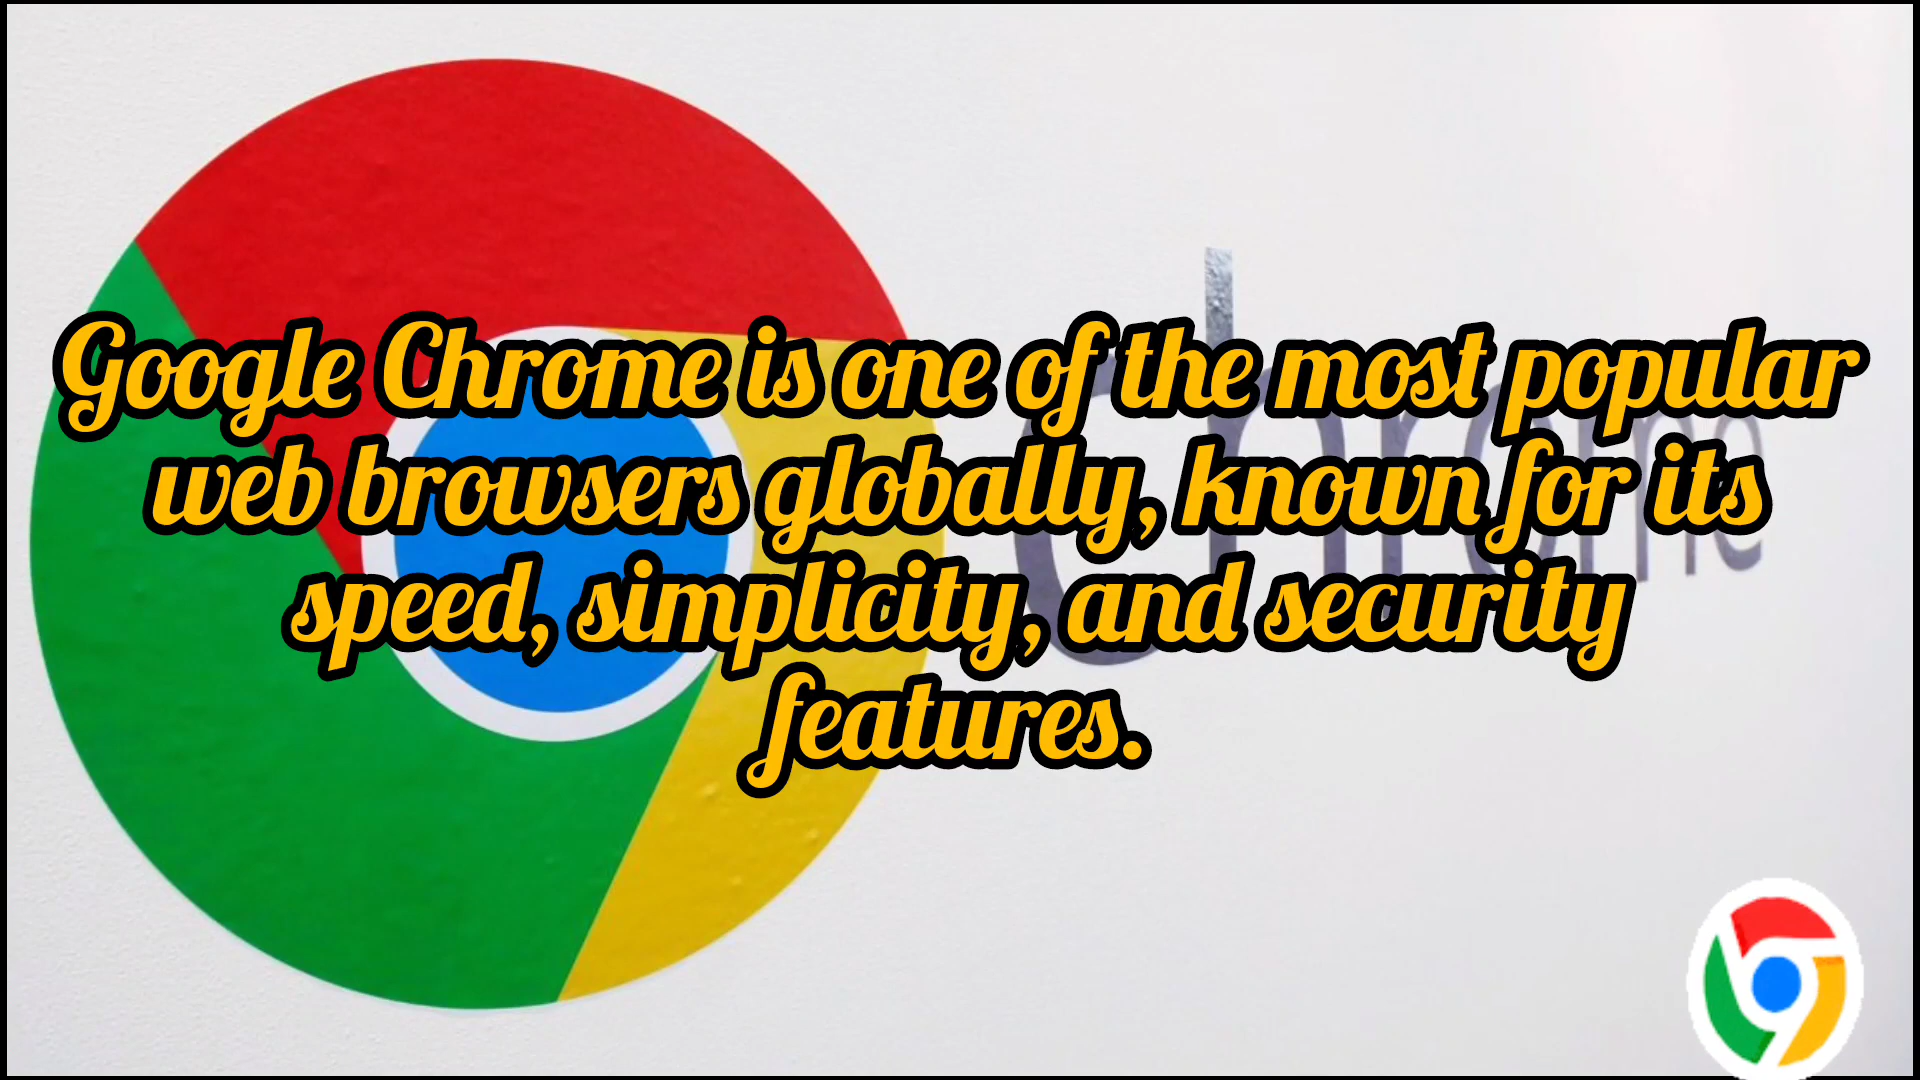 Google Chrome is one of the most popular
web browsers globally, known for its
speed, simplicity, and security
features.
chrome